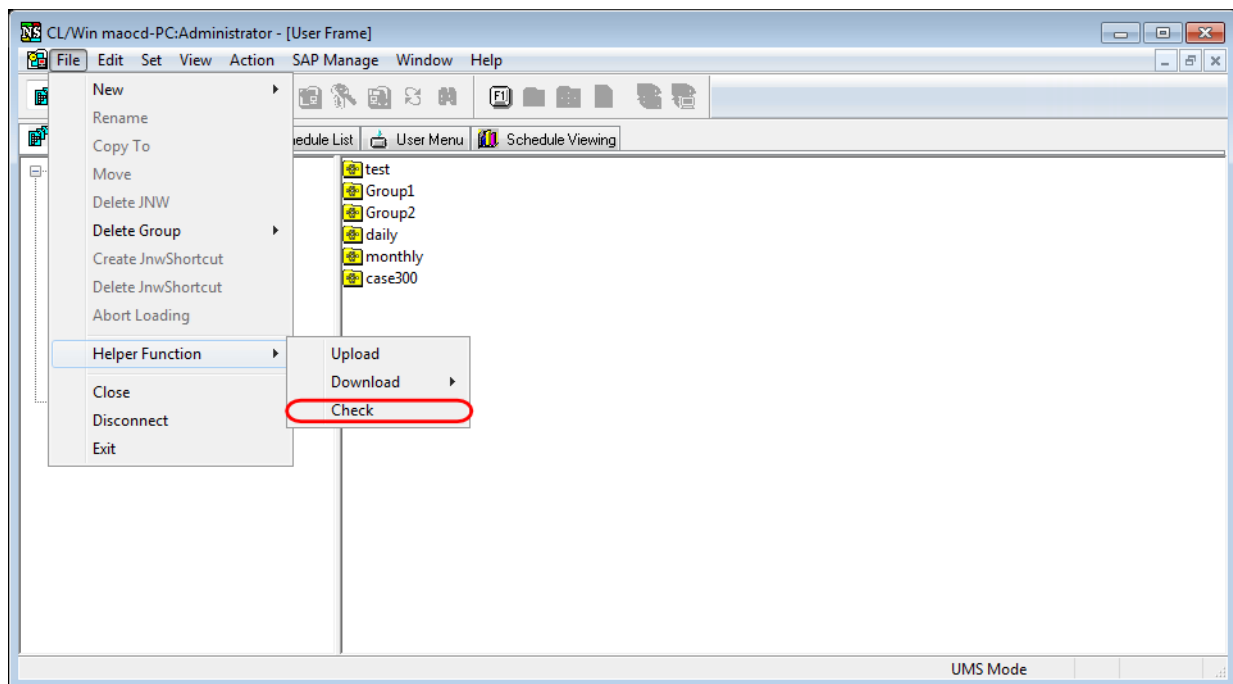 NS CL/Win maocd-PC:Administrator - [User Frame]
File Edit Set View Action SAP Manage Window Help
F1
List User Menu Schedule Viewing
New
Rename
Copy To
Move
Delete JNW
Delete Group
Create JnwShortcut
Delete JnwShortcut
Abort Loading
Helper Function
Close
Disconnect
Exit
Upload
Download
Check
test
Group1
Group2
daily
monthly
case300
UMS Mode